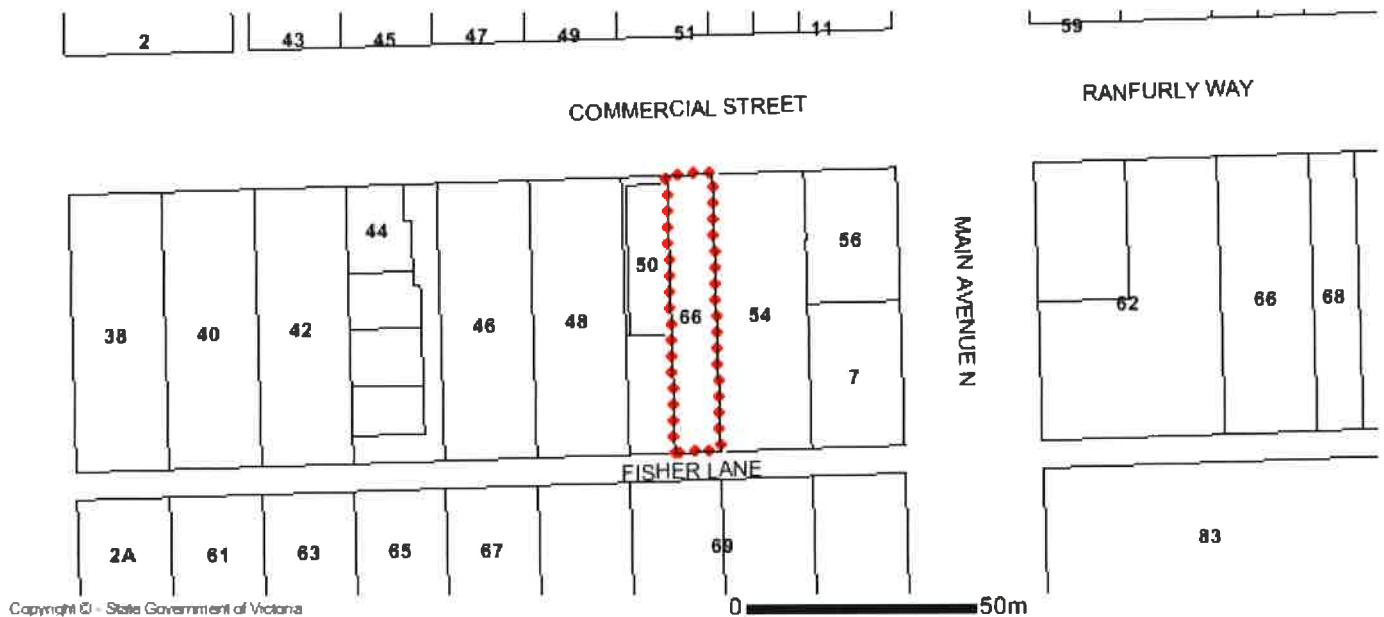 2 43 45 47 49 51 11 59
COMMERCIAL STREET RANFURLY WAY
44 50 56
38 40 42 46 48 66 54 62 66 68
7
MAIN AVENUE N
FISHER LANE
2A 61 63 65 67 69 83
Copyright © - State Government of Victoria
0 50m